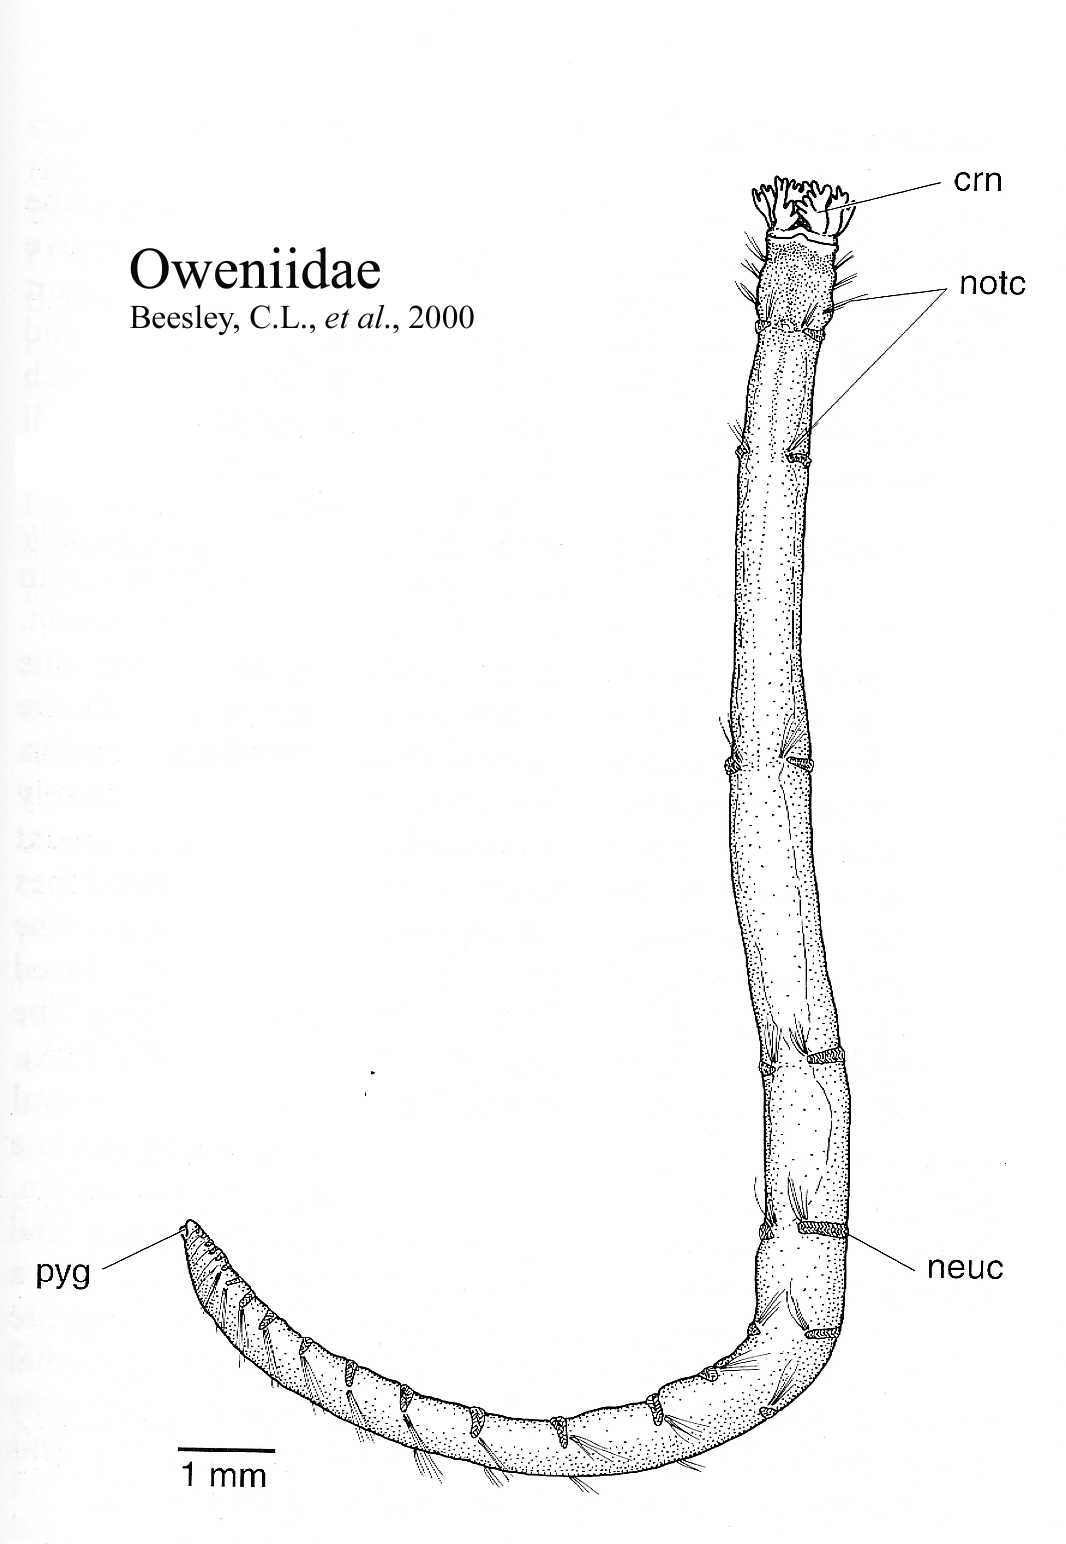 crn
Oweniidae
notc
Beesley, C.L., et al., 2000
pyg
neuc
1 mm